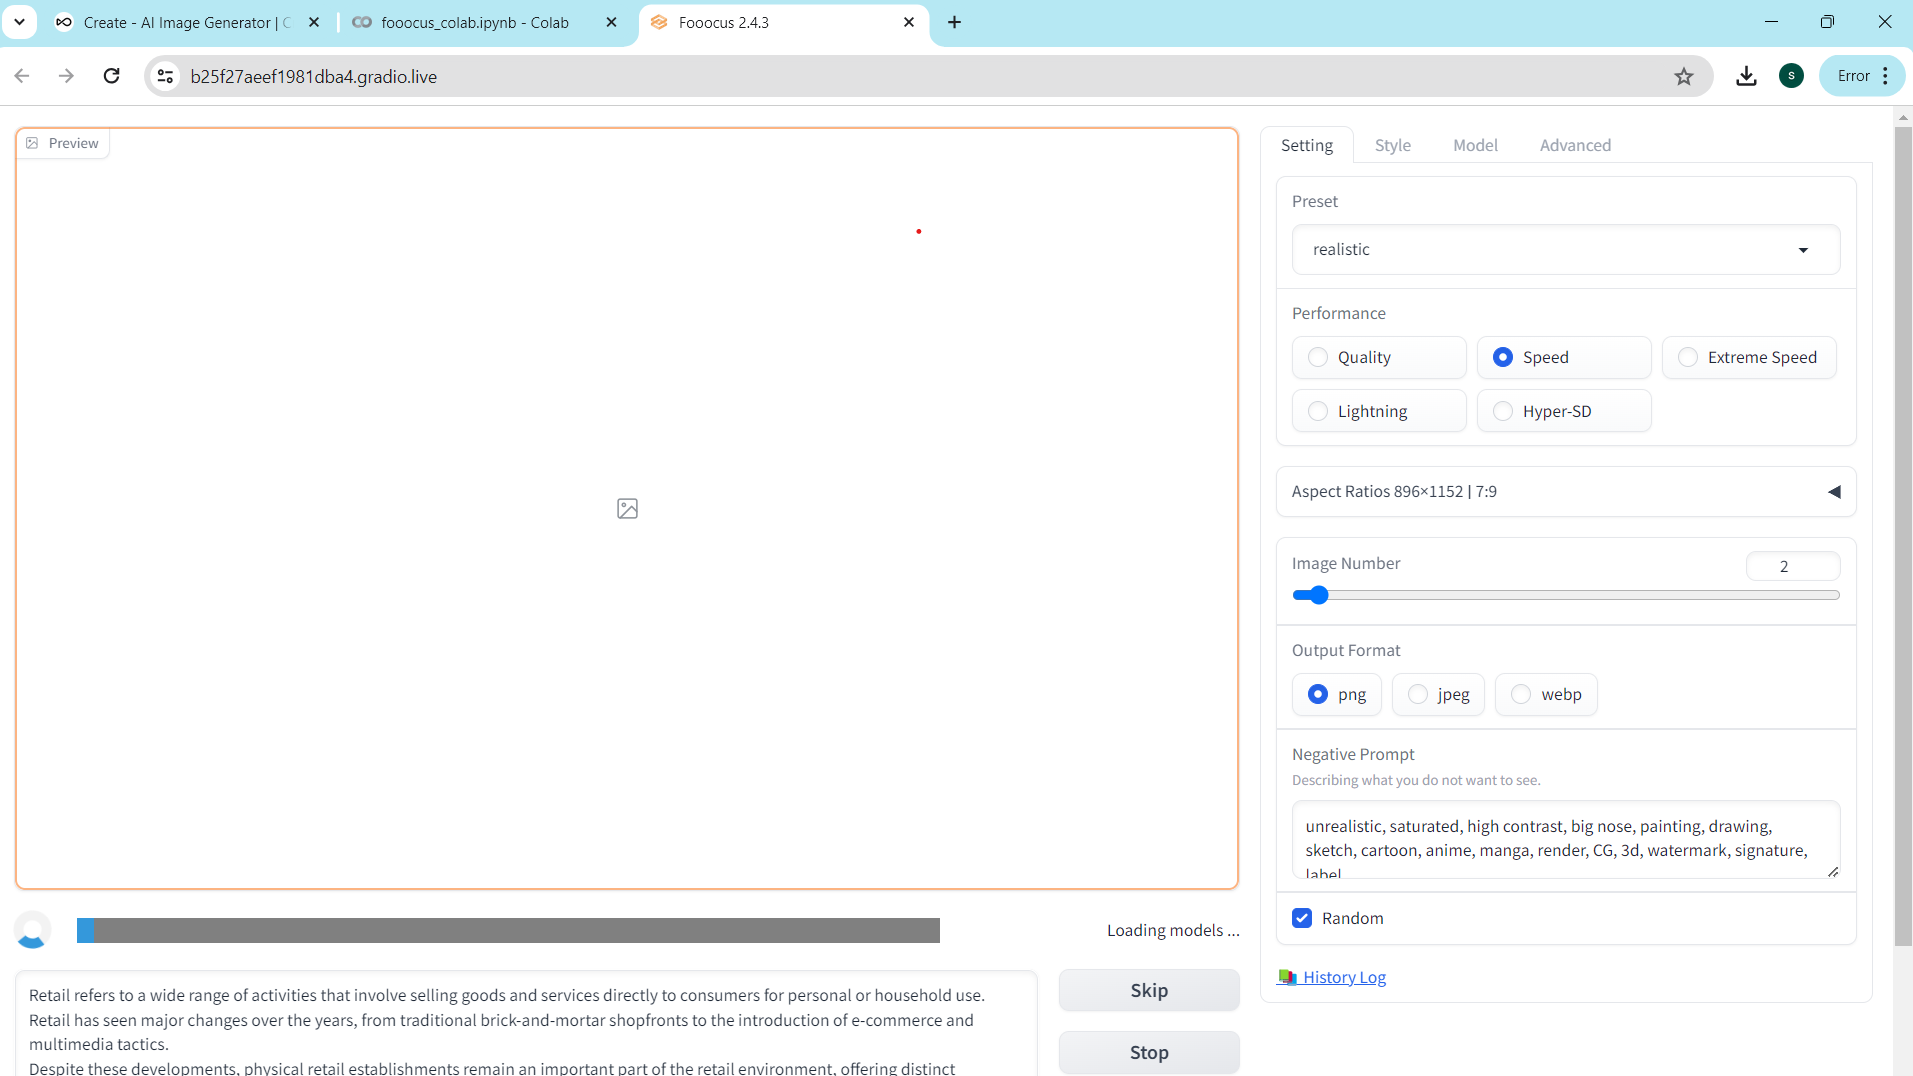 Create - AI Image Generator | C
fooocus_colab.ipynb - Colab
Fooocus 2.4.3
b25f27aeef1981dba4.gradio.live
S
Error
Preview
Setting
Style
Model
Advanced
Preset
realistic
Performance
Quality
Speed
Extreme Speed
Lightning
Hyper-SD
Aspect Ratios 896×1152 | 7:9
Image Number
2
Output Format
png
jpeg
webp
Negative Prompt
Describing what you do not want to see.
unrealistic, saturated, high contrast, big nose, painting, drawing,
sketch, cartoon, anime, manga, render, CG, 3d, watermark, signature,
label
Random
History Log
Loading models ...
Retail refers to a wide range of activities that involve selling goods and services directly to consumers for personal or household use.
Retail has seen major changes over the years, from traditional brick-and-mortar shopfronts to the introduction of e-commerce and
multimedia tactics.
Despite these developments, physical retail establishments remain an important part of the retail environment, offering distinct
Skip
Stop